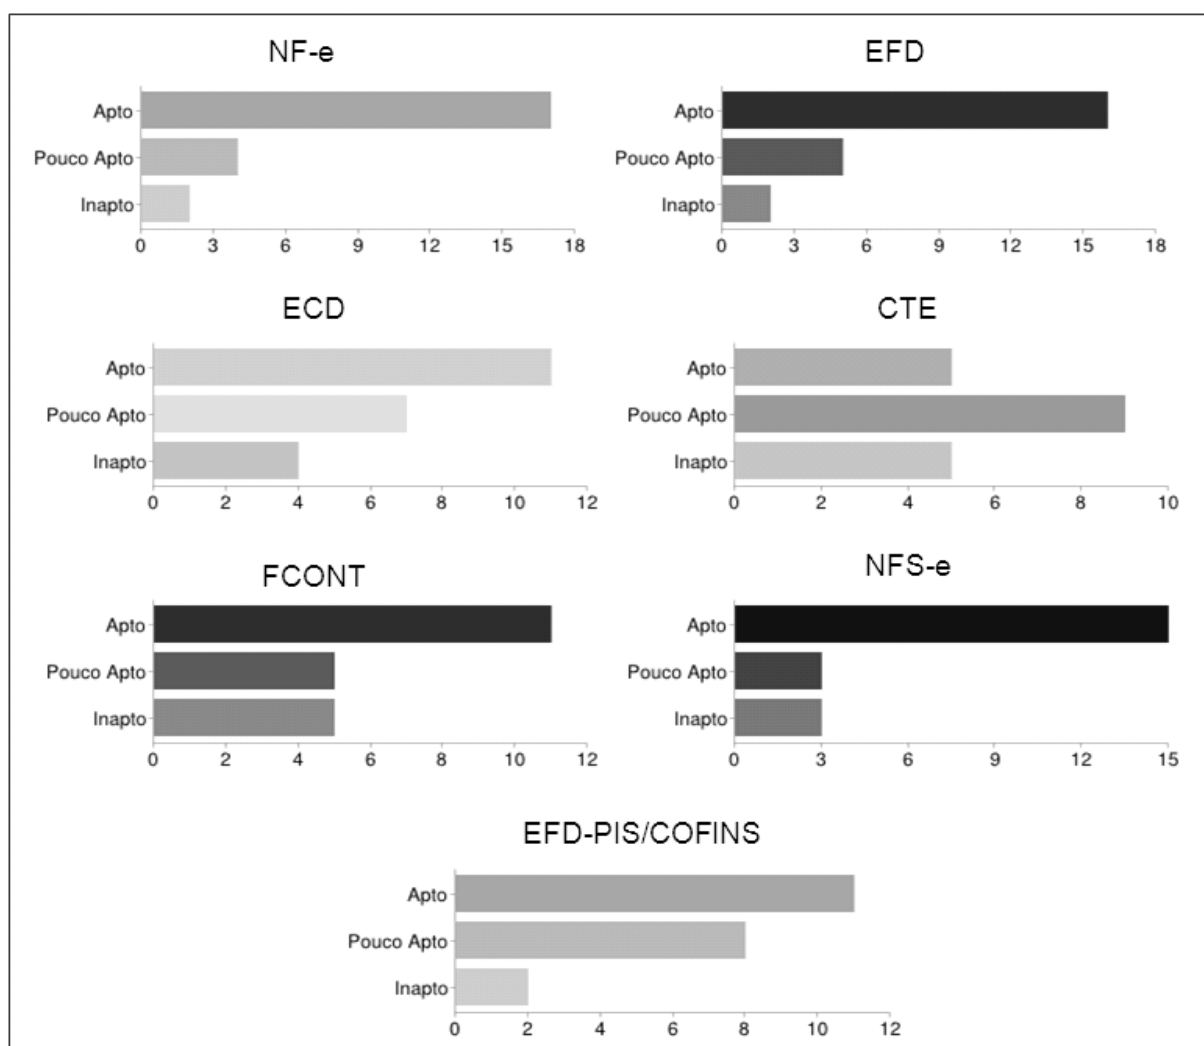 NF-e
Apto
Pouco Apto
Inapto
0 3 6 9 12 15 18
EFD
Apto
Pouco Apto
Inapto
0 3 6 9 12 15 18
ECD
Apto
Pouco Apto
Inapto
0 2 4 6 8 10 12
CTE
Apto
Pouco Apto
Inapto
0 2 4 6 8 10
FCONT
Apto
Pouco Apto
Inapto
0 2 4 6 8 10 12
NFS-e
Apto
Pouco Apto
Inapto
0 3 6 9 12 15
EFD-PIS/COFINS
Apto
Pouco Apto
Inapto
0 2 4 6 8 10 12